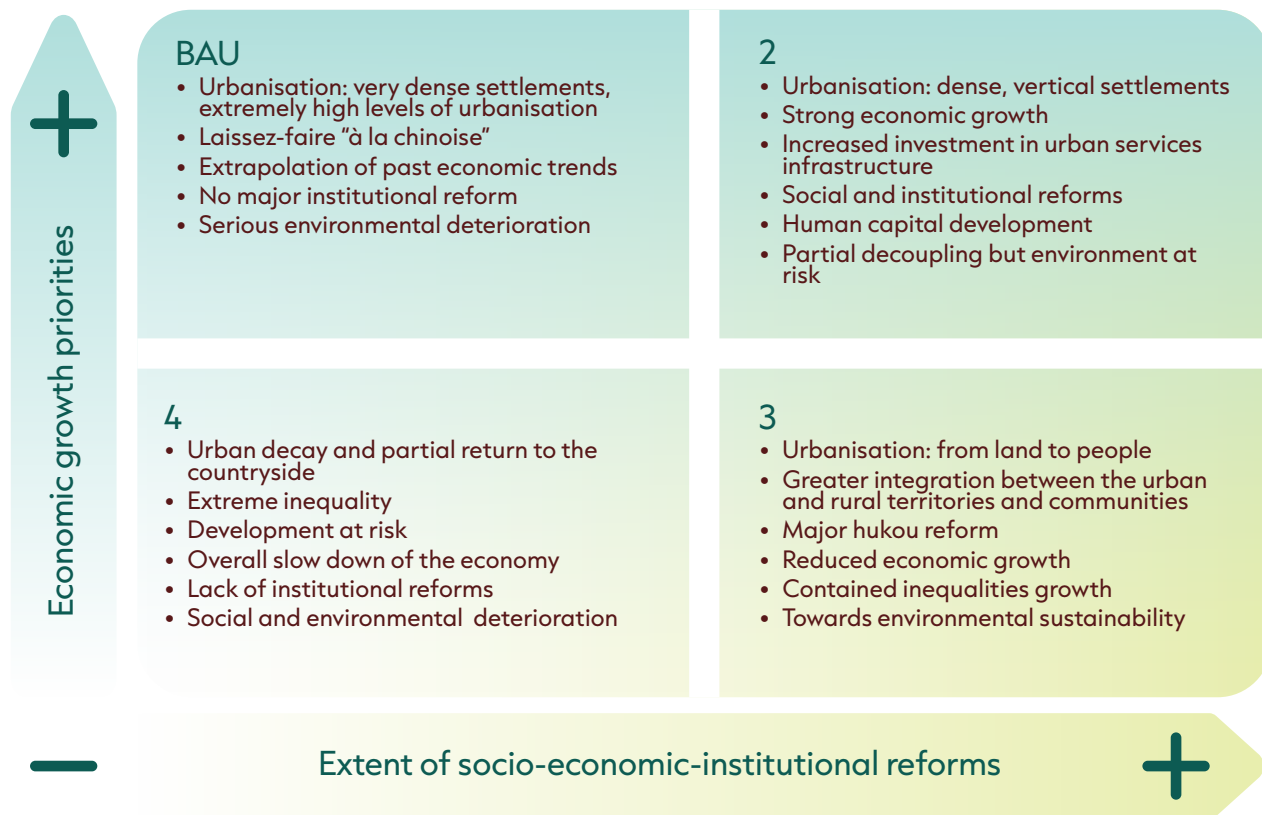 Economic growth priorities
BAU
• Urbanisation: very dense settlements,
extremely high levels of urbanisation
• Laissez-faire “à la chinoise”
• Extrapolation of past economic trends
• No major institutional reform
• Serious environmental deterioration
2
• Urbanisation: dense, vertical settlements
• Strong economic growth
• Increased investment in urban services
infrastructure
• Social and institutional reforms
• Human capital development
• Partial decoupling but environment at
risk
4
• Urban decay and partial return to the
countryside
• Extreme inequality
• Development at risk
• Overall slow down of the economy
• Lack of institutional reforms
• Social and environmental deterioration
3
• Urbanisation: from land to people
• Greater integration between the urban
and rural territories and communities
• Major hukou reform
• Reduced economic growth
• Contained inequalities growth
• Towards environmental sustainability
Extent of socio-economic-institutional reforms